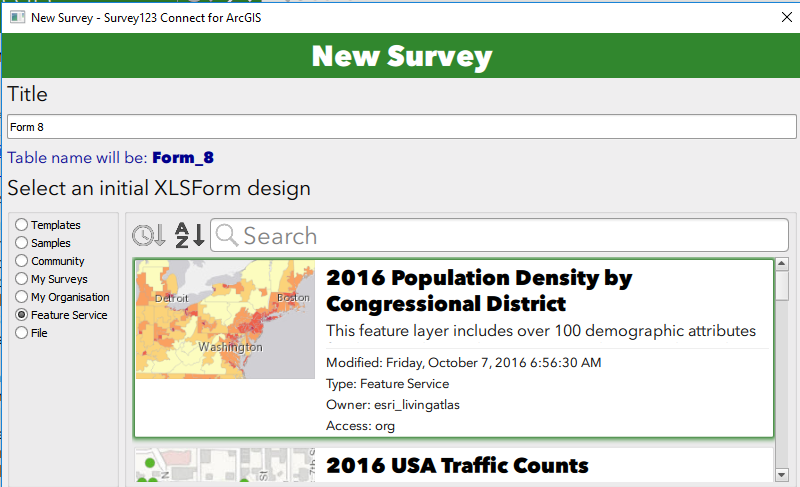 New Survey - Survey123 Connect for ArcGIS
New Survey
Title
Form 8
Table name will be: Form_8
Select an initial XLSForm design
Templates
Samples
Community
My Surveys
My Organisation
Feature Service
File
A
Z
Search
Detroit
Boston
Washington
2016 Population Density by
Congressional District
This feature layer includes over 100 demographic attributes
Modified: Friday, October 7, 2016 6:56:30 AM
Type: Feature Service
Owner: esri_livingatlas
Access: org
2016 USA Traffic Counts